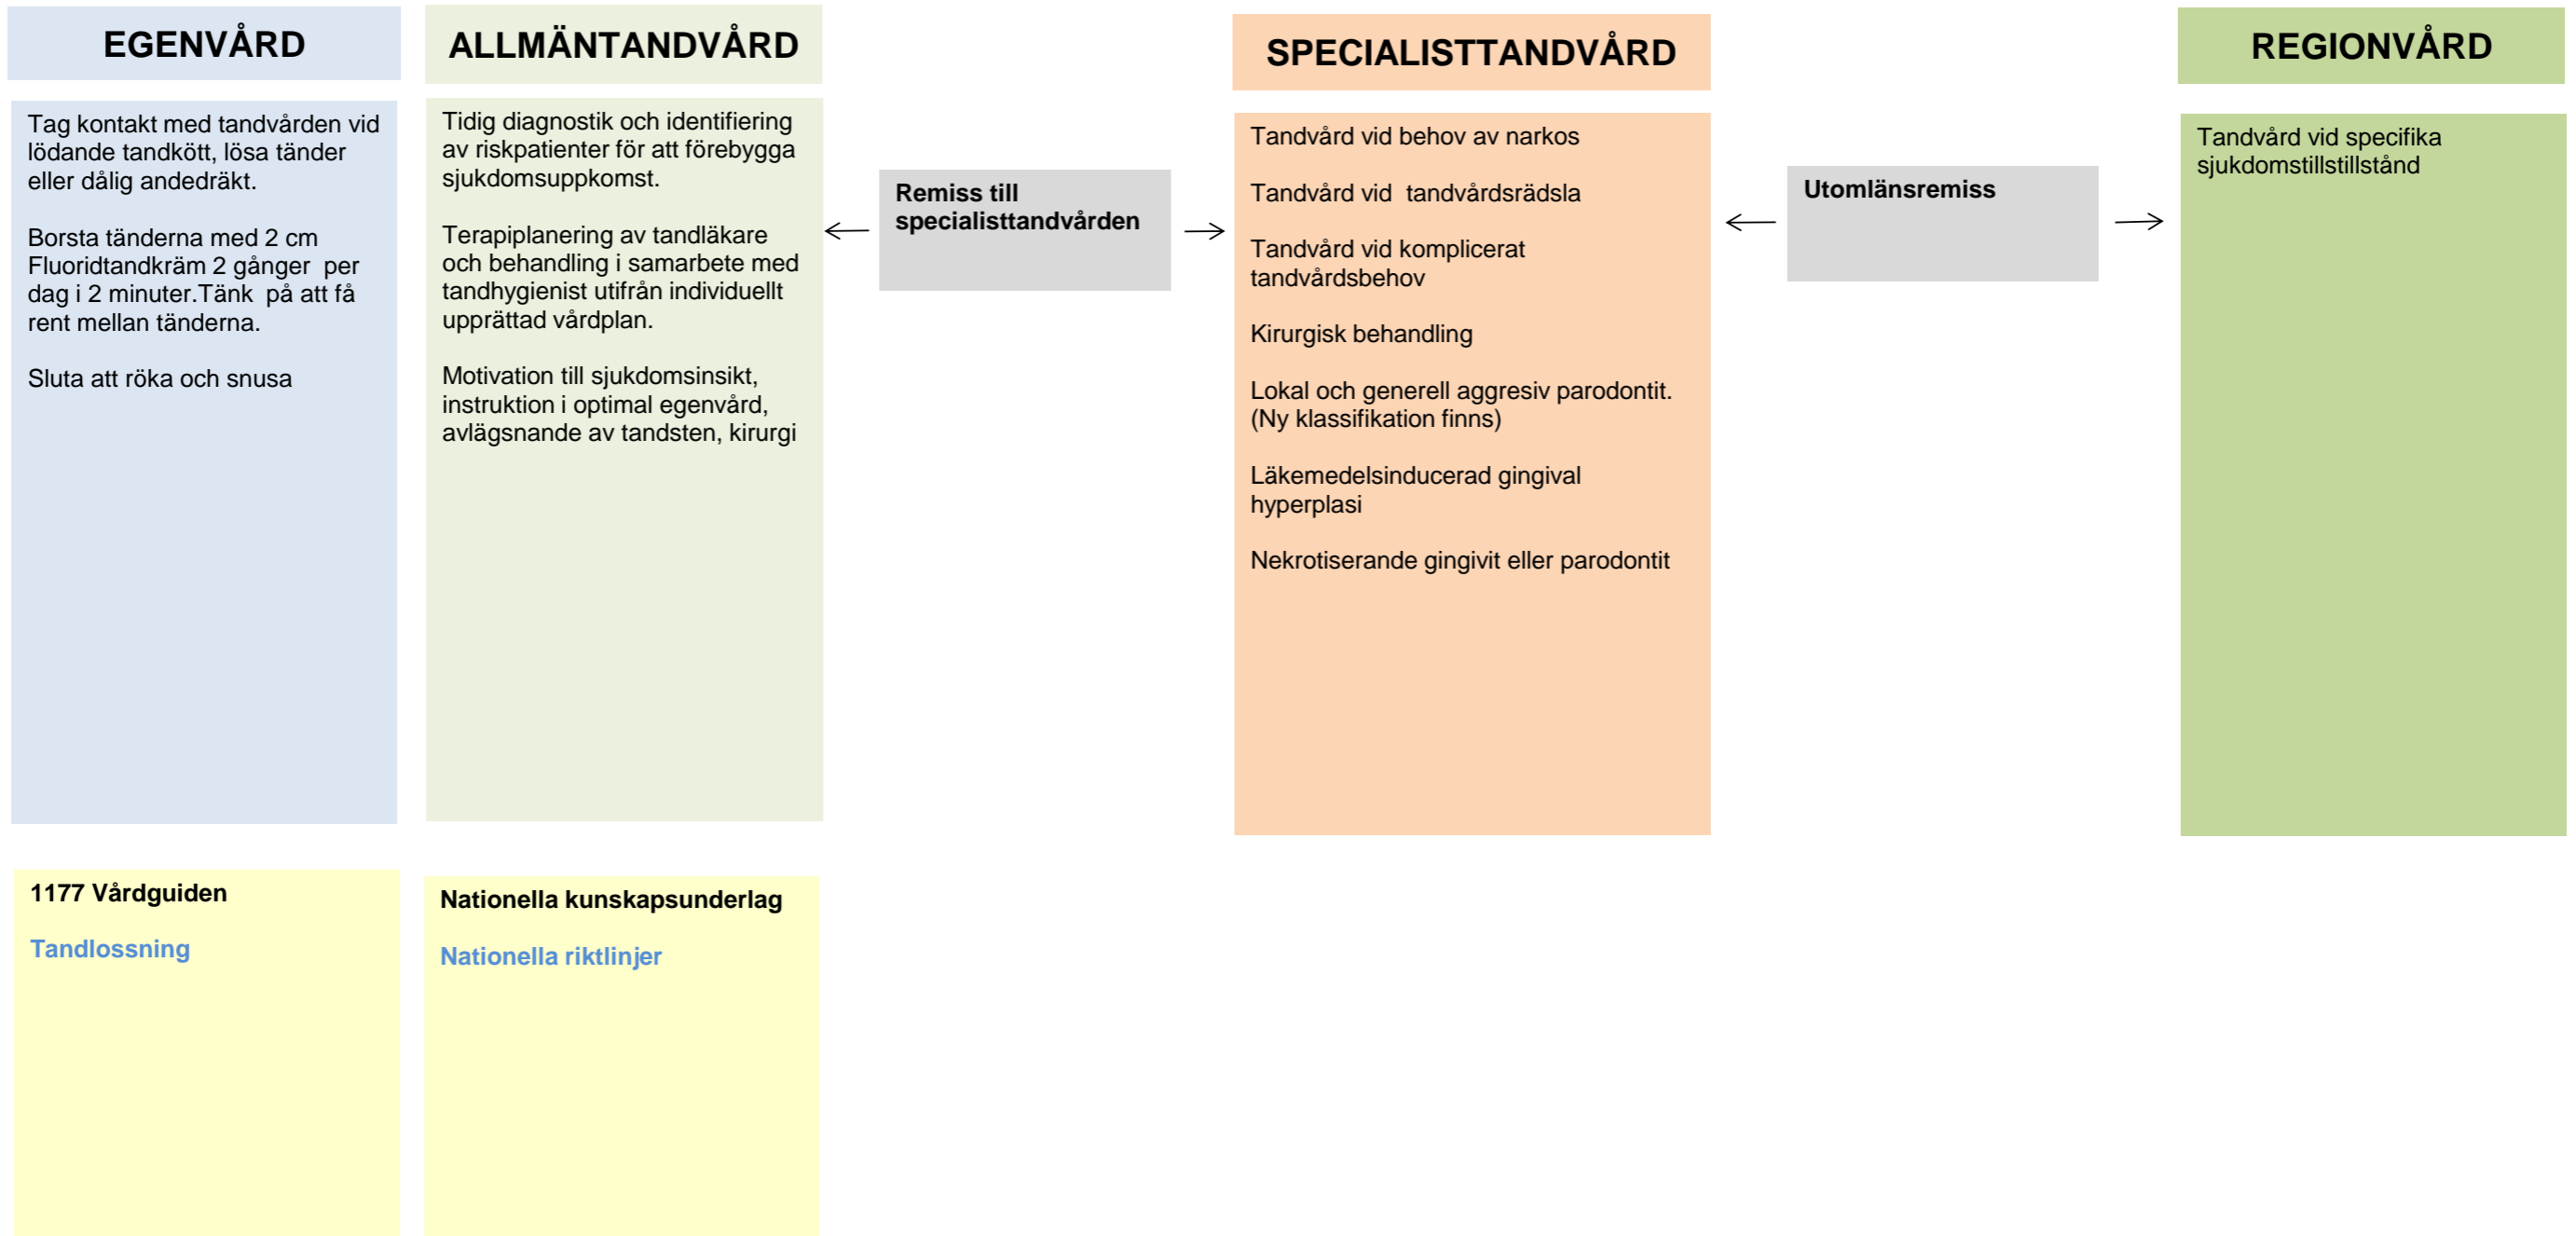 EGENVÅRD
Tag kontakt med tandvården vid
lödande tandkött, lösa tänder
eller dålig andedräkt.
Borsta tänderna med 2 cm
Fluoridtandkräm 2 gånger  per
dag i 2 minuter.Tänk  på att få
rent mellan tänderna.
Sluta att röka och snusa
ALLMÄNTANDVÅRD
Tidig diagnostik och identifiering
av riskpatienter för att förebygga
sjukdomsuppkomst.
Terapiplanering av tandläkare
och behandling i samarbete med
tandhygienist utifrån individuellt
upprättad vårdplan.
Motivation till sjukdomsinsikt,
instruktion i optimal egenvård,
avlägsnande av tandsten, kirurgi
Remiss till
specialisttandvården
SPECIALISTTANDVÅRD
Tandvård vid behov av narkos
Tandvård vid  tandvårdsrädsla
Tandvård vid komplicerat
tandvårdsbehov
Kirurgisk behandling
Lokal och generell aggresiv parodontit.
(Ny klassifikation finns)
Läkemedelsinducerad gingival
hyperplasi
Nekrotiserande gingivit eller parodontit
Utomlänsremiss
REGIONVÅRD
Tandvård vid specifika
sjukdomstillstillstånd
1177 Vårdguiden
Tandlossning
Nationella kunskapsunderlag
Nationella riktlinjer